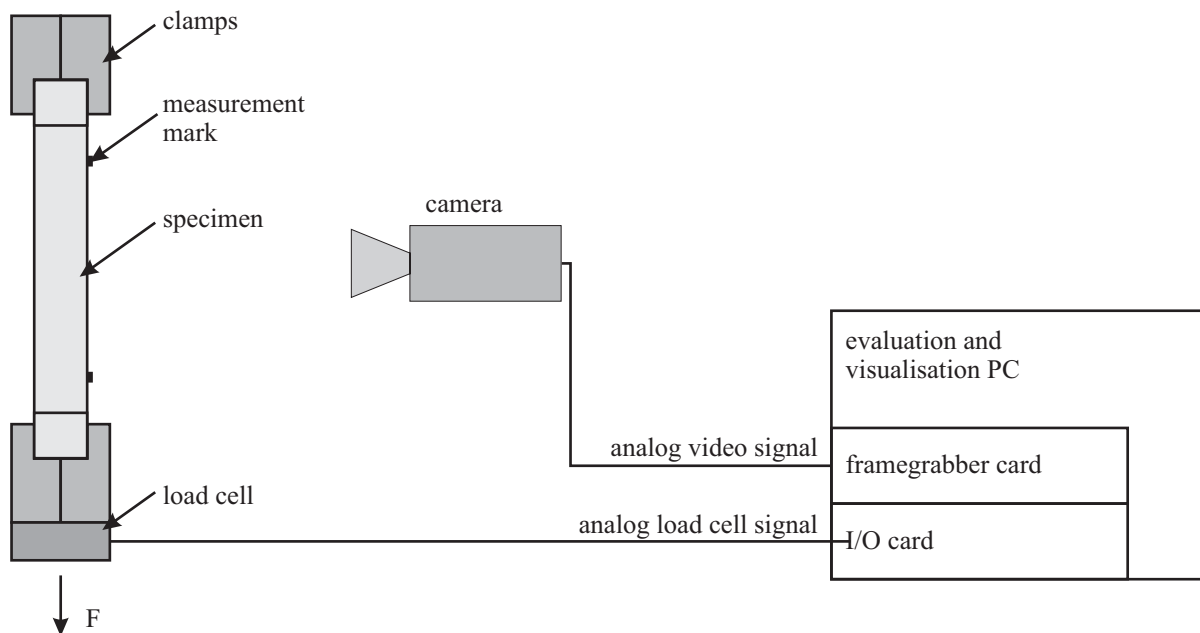 clamps
measurement
mark
specimen
camera
evaluation and
visualisation PC
analog video signal
framegrabber card
load cell
analog load cell signal
I/O card
F